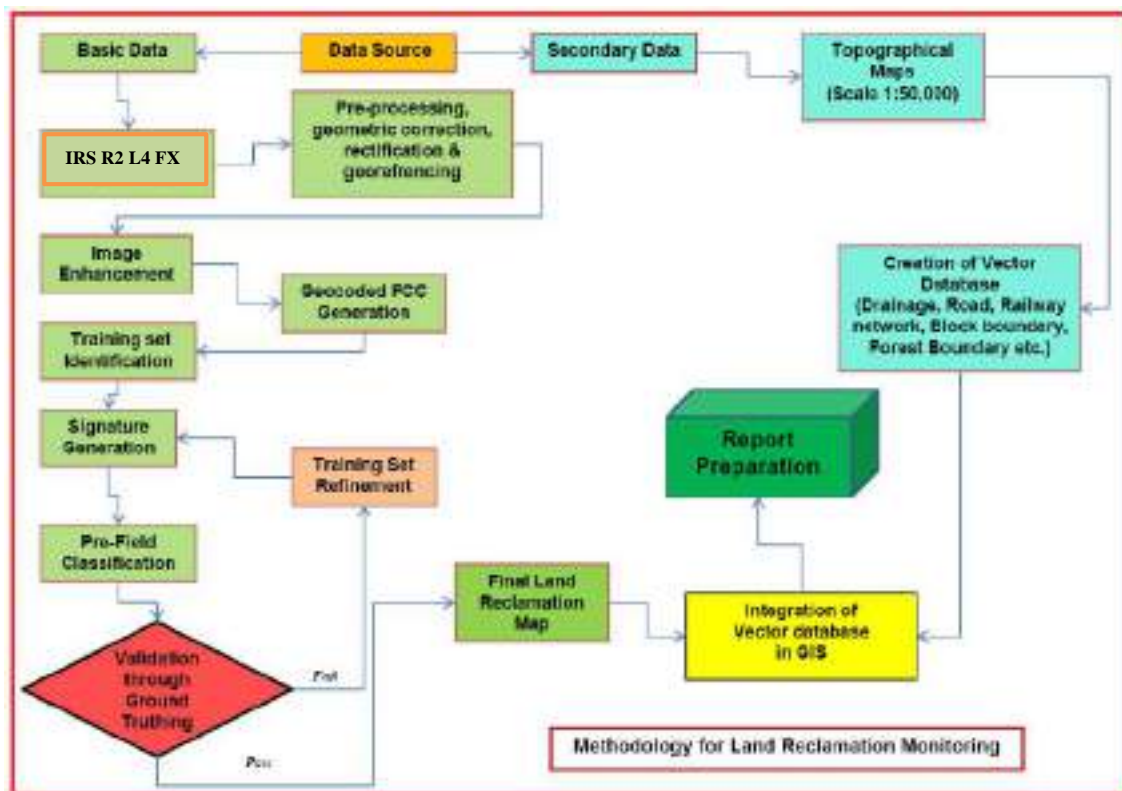 Basic Data
Data Source
Secondary Data
Topographical
Maps
(Scale 1:50,000)
IRS R2 L4 FX
Pre-processing,
geometric correction,
rectification &
georefrencing
Image
Enhancement
Geocoded FCC
Generation
Creation of Vector
Database
(Drainage, Road, Railway
network, Block boundary,
Forest Boundary etc.)
Training set
Identification
Signature
Generation
Training Set
Refinement
Report
Preparation
Pre-Field
Classification
Final Land
Reclamation
Map
Integration of
Vector database
in GIS
Validation
through
Ground
Truthing
Fail
Methodology for Land Reclamation Monitoring